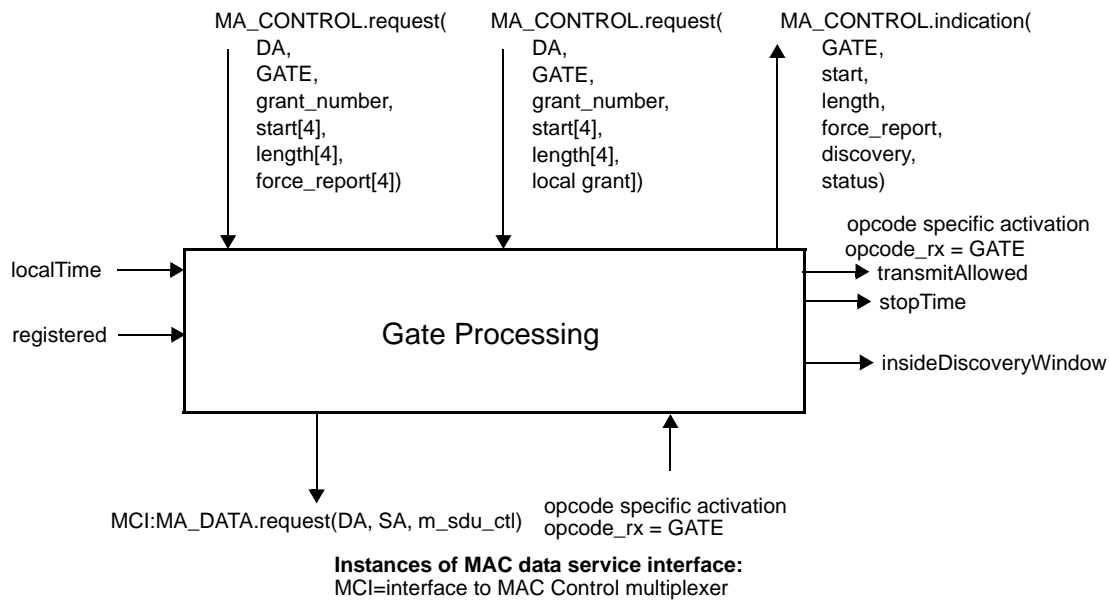 MA_CONTROL.request(
DA,
GATE,
grant_number,
start[4],
length[4],
force_report[4])
MA_CONTROL.request(
DA,
GATE,
grant_number,
start[4],
length[4],
local grant])
MA_CONTROL.indication(
GATE,
start,
length,
force_report,
discovery,
status)
opcode specific activation
opcode_rx = GATE
localTime
transmitAllowed
stopTime
registered
Gate Processing
insideDiscoveryWindow
MCI:MA_DATA.request(DA, SA, m_sdu_ctl)
opcode specific activation
opcode_rx = GATE
Instances of MAC data service interface:
MCI=interface to MAC Control multiplexer